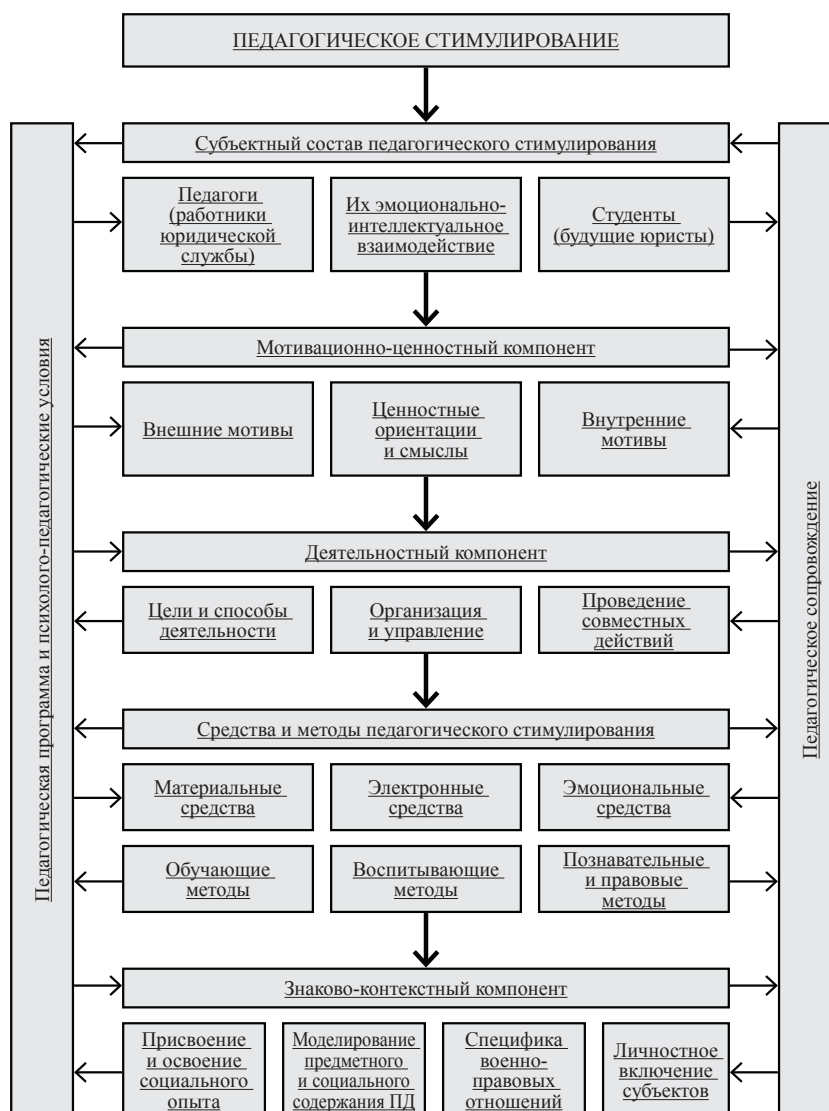 ПЕДАГОГИЧЕСКОЕ СТИМУЛИРОВАНИЕ
Субъектный состав педагогического стимулирования
Педагоги
(работники
юридической
службы)
Их эмоционально-
интеллектуальное
взаимодействие
Студенты
(будущие юристы)
Мотивационно-ценностный компонент
Внешние мотивы
Ценностные
ориентации
и смыслы
Внутренние
мотивы
Деятельностный компонент
Цели и способы
деятельности
Организация
и управление
Проведение
совместных
действий
Средства и методы педагогического стимулирования
Материальные
средства
Электронные
средства
Эмоциональные
средства
Обучающие
методы
Воспитывающие
методы
Познавательные
и правовые
методы
Знаково-контекстный компонент
Присвоение
и освоение
социального
опыта
Моделирование
предметного
и социального
содержания ПД
Специфика
военно-
правовых
отношений
Личностное
включение
субъектов
Педагогическая программа и психолого-педагогические условия
Педагогическое сопровождение